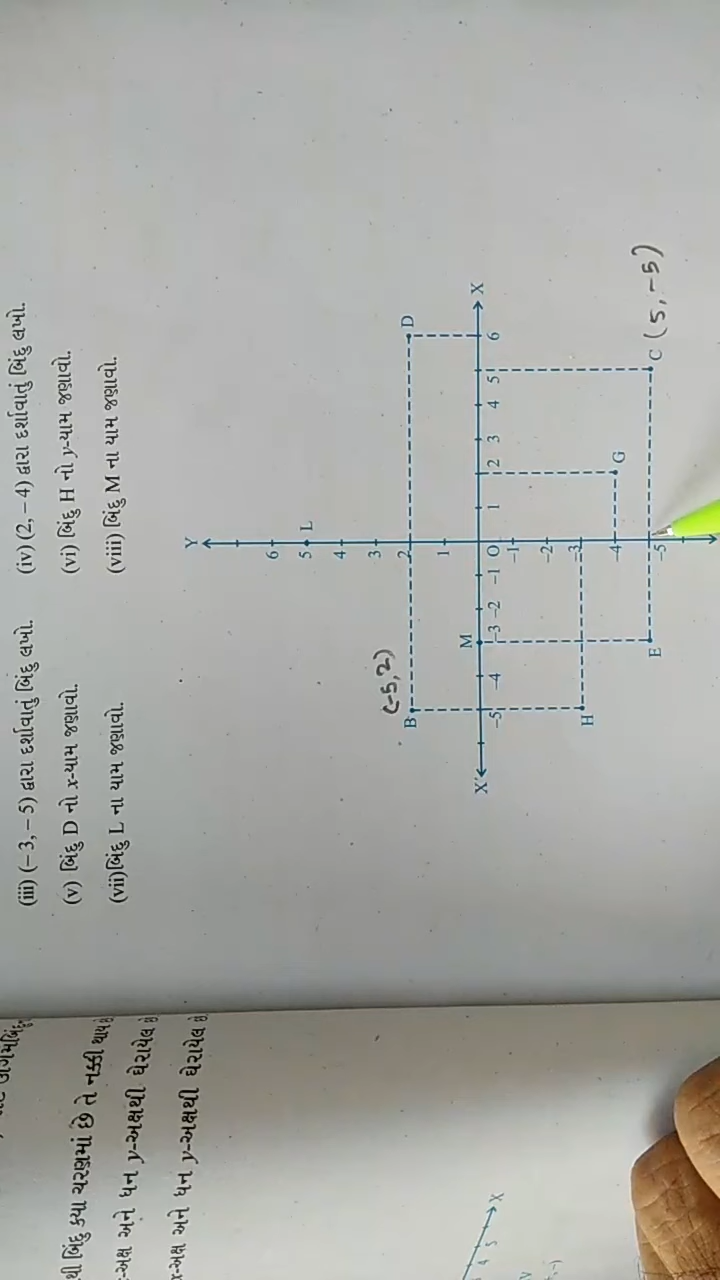 (iii) (– 3, – 5) દ્વારા દર્શાવાતું બિંદુ લખો. (iv) (2, – 4) દ્વારા દર્શાવાતું બિંદુ લખો.
(v) બિંદુ D નો x-યામ જણાવો. (vi) બિંદુ H નો y-યામ જણાવો.
(vii) બિંદુ L ના યામ જણાવો. (viii) બિંદુ M ના યામ જણાવો.
Y
6
5 L
4
3
(-5,2)
B 2 D
1
M
X' -5 -4 -3 -2 -1 O 1 2 3 4 5 6 X
-1
-2
-3
H
-4 G
-5
E C (5, -5)
બિંદુ ક્યા ચરણમાં છે તે નક્કી થાય છે
-અક્ષ અને ધન y-અક્ષથી ઘેરાયેલ છે
x-અક્ષ અને ધન y-અક્ષથી ઘેરાયેલ છે.
X
5
4